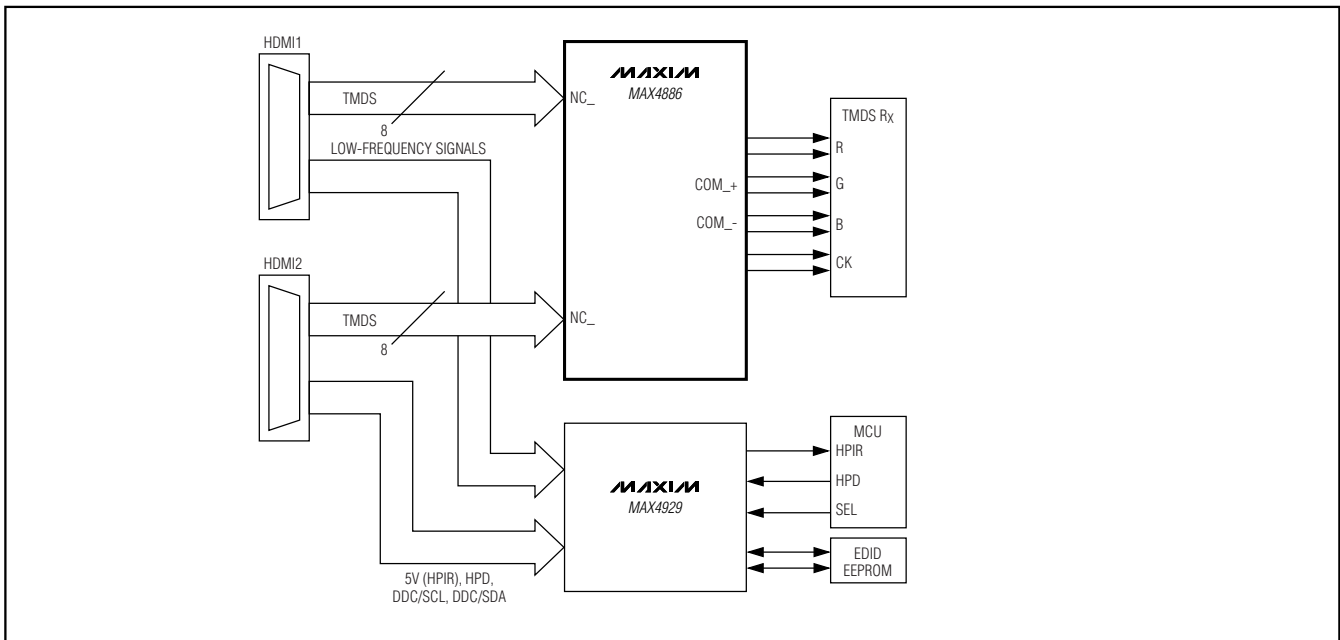 HDMI1
TMDS
8
LOW-FREQUENCY SIGNALS
NC_
MAXIM
MAX4886
COM_+
COM_-
TMDS RX
R
G
B
CK
HDMI2
TMDS
8
NC_
5V (HPIR), HPD,
DDC/SCL, DDC/SDA
MAXIM
MAX4929
MCU
HPIR
HPD
SEL
EDID
EEPROM